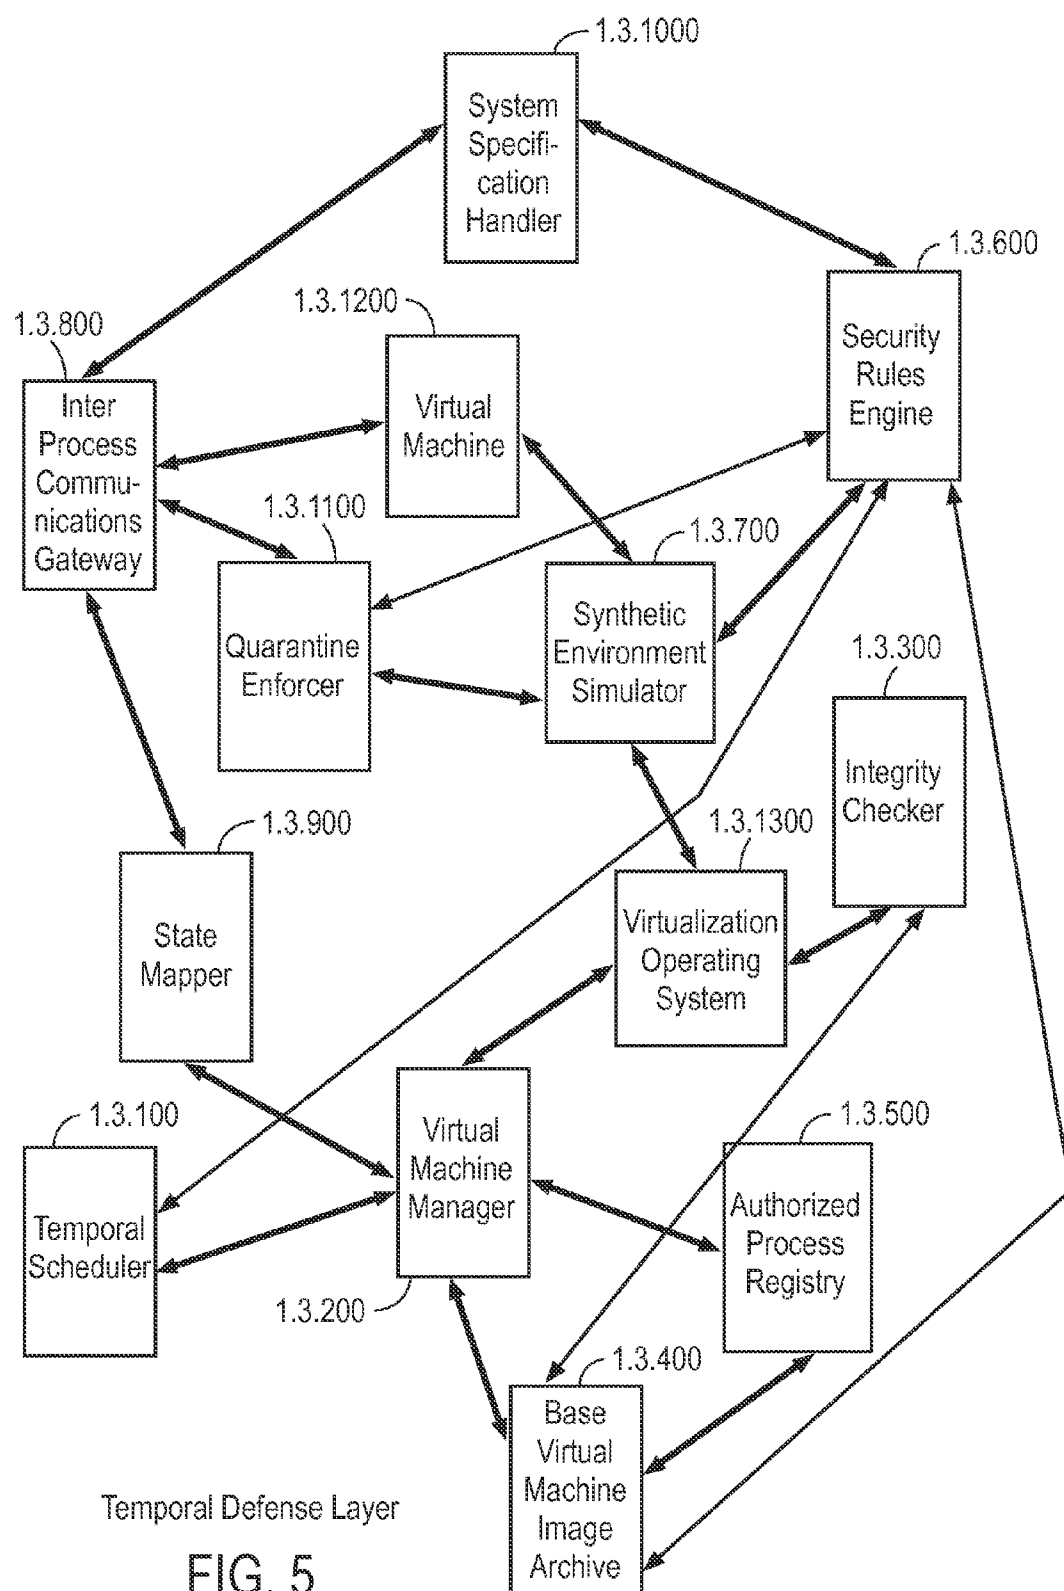 1.3.1000
System
Specifi-
cation
Handler
1.3.600
Security
Rules
Engine
1.3.1200
Virtual
Machine
1.3.800
Inter
Process
Commu-
nications
Gateway
1.3.1100
Quarantine
Enforcer
1.3.700
Synthetic
Environment
Simulator
1.3.300
Integrity
Checker
1.3.900
State
Mapper
1.3.1300
Virtualization
Operating
System
1.3.100
Temporal
Scheduler
Virtual
Machine
Manager
1.3.200
1.3.500
Authorized
Process
Registry
1.3.400
Base
Virtual
Machine
Image
Archive
Temporal Defense Layer
FIG. 5